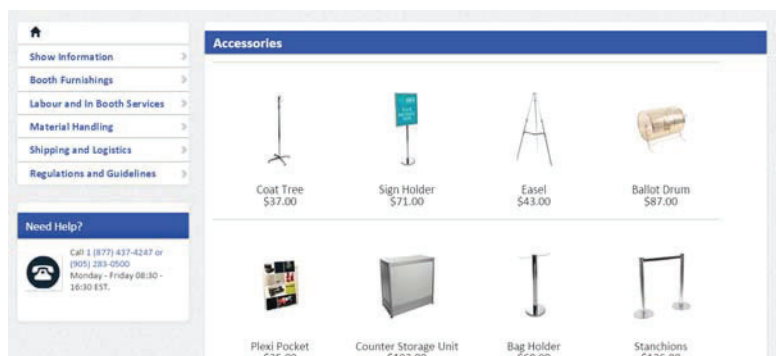 Show Information
Booth Furnishings
Labour and In Booth Services
Material Handling
Shipping and Logistics
Regulations and Guidelines
Need Help?
Call 1 (877) 437-4247 or
(905) 283-0500
Monday - Friday 08:30 -
16:30 EST.
Accessories
Coat Tree
$37.00
Sign Holder
$71.00
Easel
$43.00
Ballot Drum
$87.00
Plexi Pocket
Counter Storage Unit
Bag Holder
Stanchions